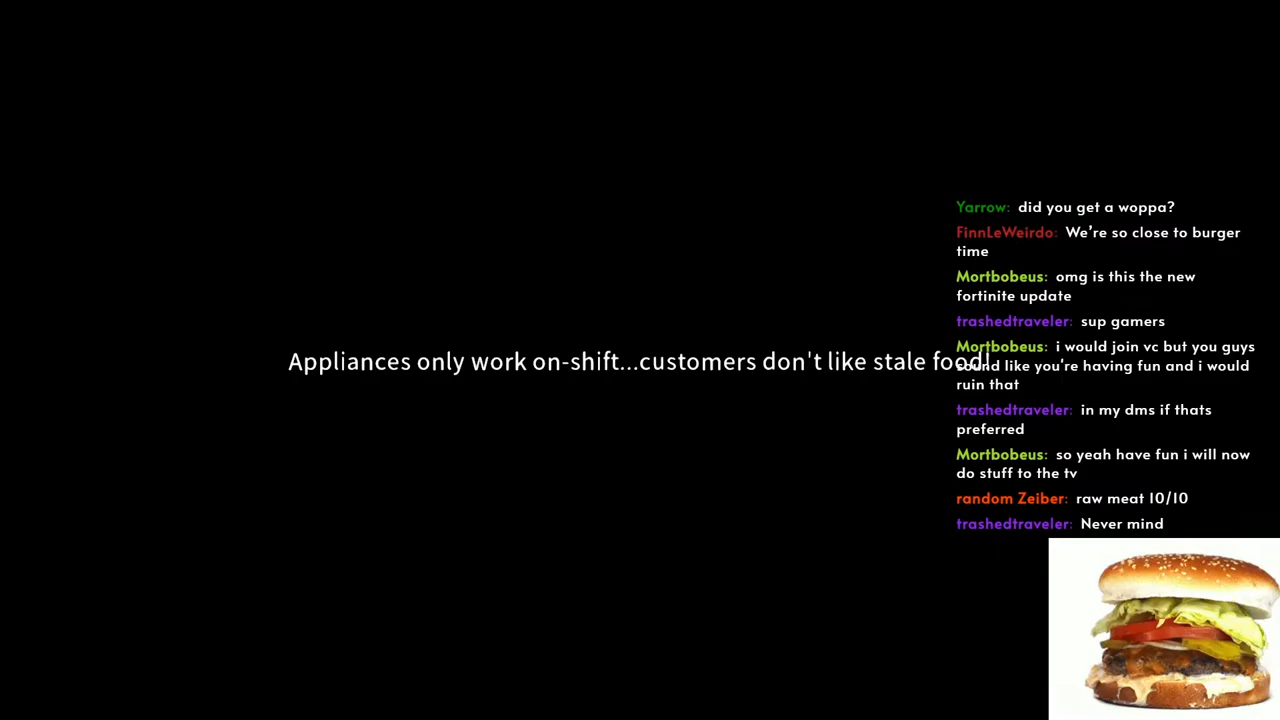 Appliances only work on-shift...customers don't like stale food!
Yarrow: did you get a woppa?
FinnLeWeirdo: We're so close to burger
time
Mortbobeus: omg is this the new
fortinite update
trashedtraveler: sup gamers
Mortbobeus: i would join vc but you guys
sound like you're having fun and i would
ruin that
trashedtraveler: in my dms if thats
preferred
Mortbobeus: so yeah have fun i will now
do stuff to the tv
random Zeiber: raw meat 10/10
trashedtraveler: Never mind